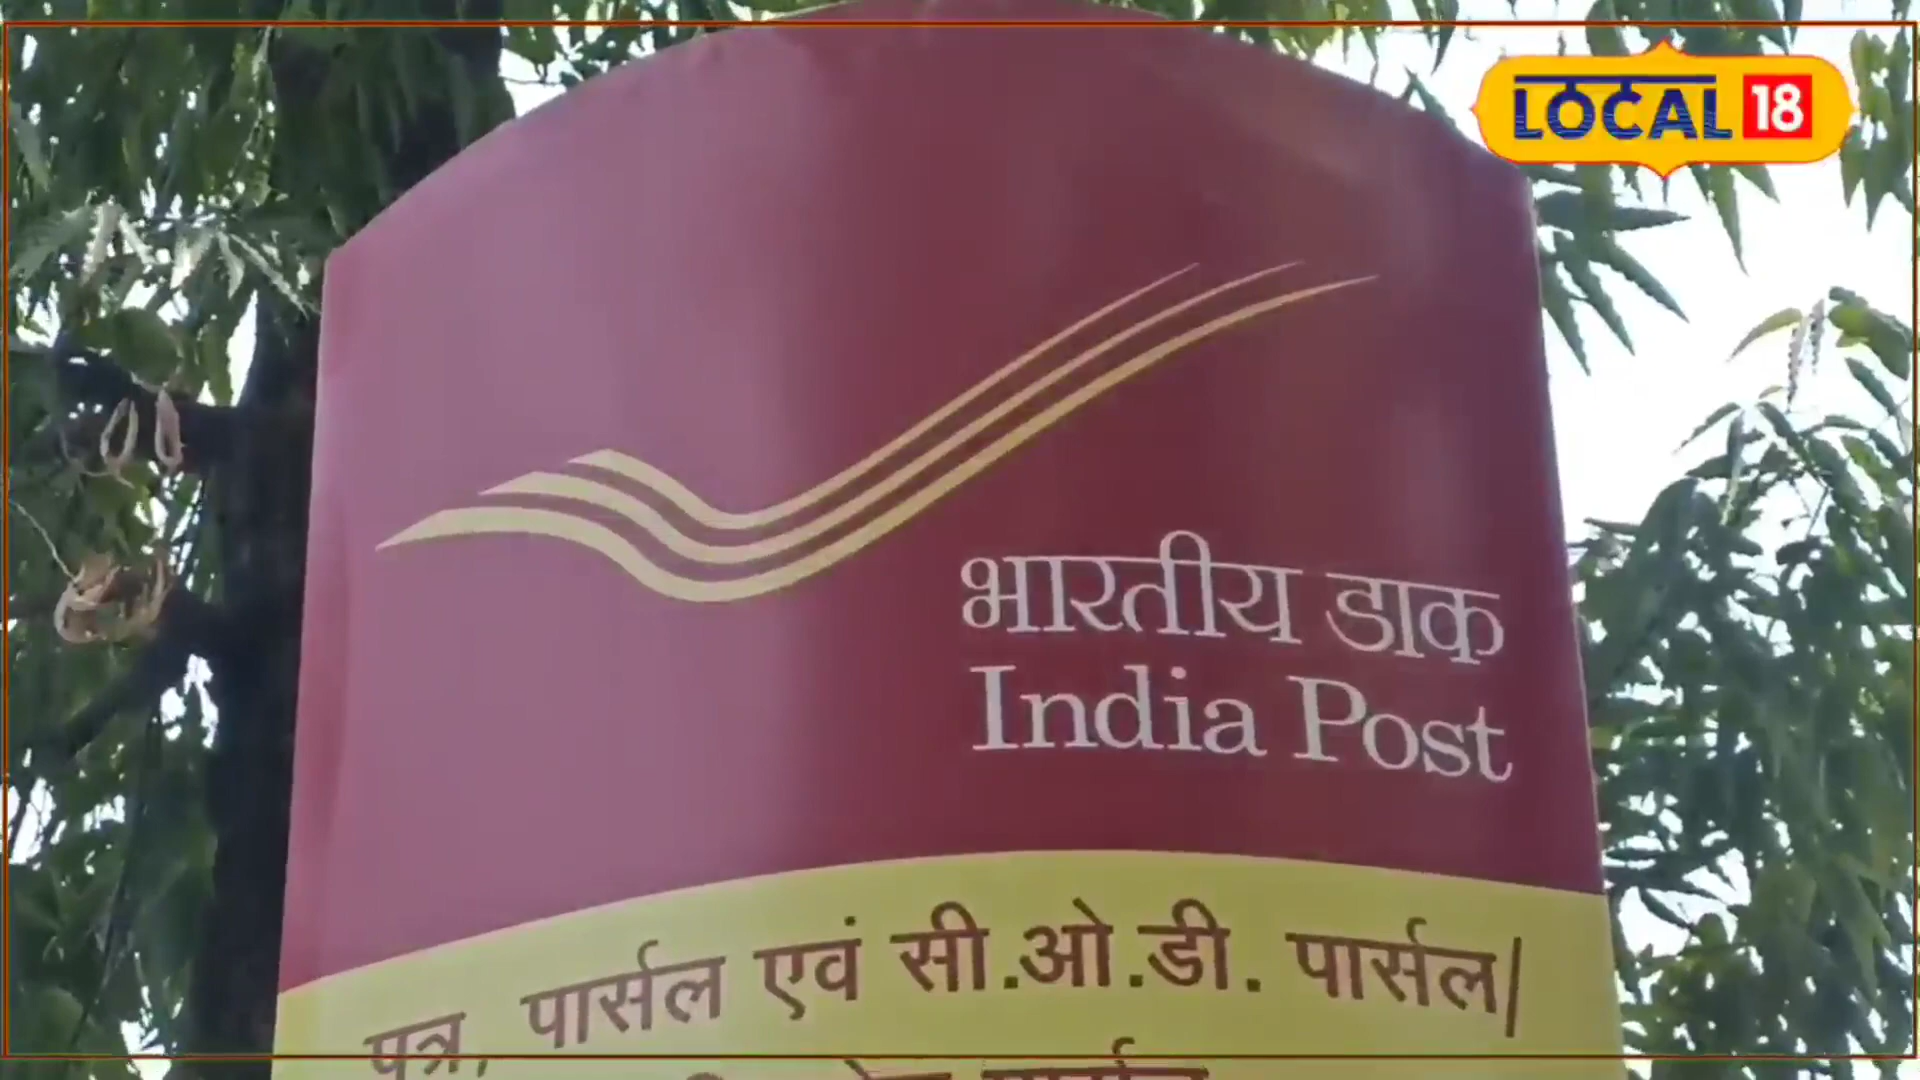 LOCAL 18
भारतीय डाक
India Post
पत्र, पार्सल एवं सी.ओ.डी. पार्सल|